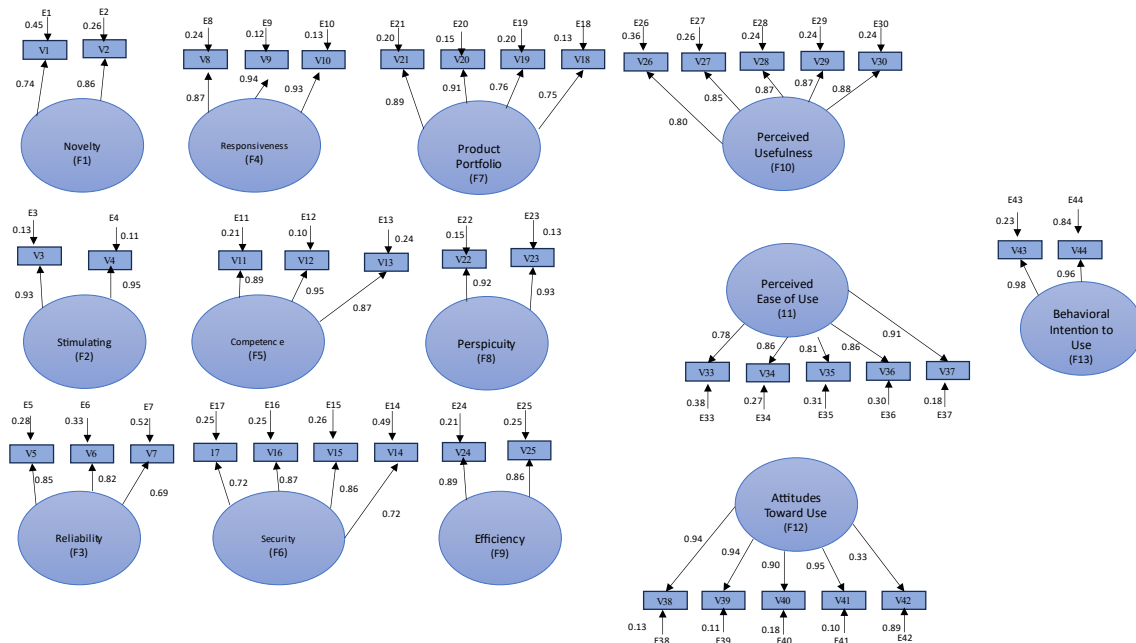 E1 E2 E8 E9 E10 E21 E20 E19 E18 E26 E27 E28 E29 E30
0.45 0.26 0.24 0.12 0.13 0.20 0.15 0.20 0.13 0.36 0.26 0.24 0.24 0.24
V1 V2 V8 V9 V10 V21 V20 V19 V18 V26 V27 V28 V29 V30
0.74 0.86 0.87 0.94 0.93 0.89 0.91 0.76 0.75 0.80 0.85 0.87 0.87 0.88
Novelty
(F1)
Responsiveness
(F4)
Product
Portfolio
(F7)
Perceived
Usefulness
(F10)
E3 E4 E11 E12 E13 E22 E23 E43 E44
0.13 0.11 0.21 0.10 0.24 0.15 0.13 0.23 0.84
V3 V4 V11 V12 V13 V22 V23 V43 V44
0.93 0.95 0.89 0.95 0.87 0.92 0.93 0.98 0.96
Stimulating
(F2)
Competence
(F5)
Perspicuity
(F8)
Perceived
Ease of Use
(11)
Behavioral
Intention to
Use
(F13)
0.78 0.86 0.81 0.86 0.91
V33 V34 V35 V36 V37
0.38 0.27 0.31 0.30 0.18
E33 E34 E35 E36 E37
E5 E6 E7 E17 E16 E15 E14 E24 E25
0.28 0.33 0.52 0.25 0.25 0.26 0.49 0.21 0.25
V5 V6 V7 17 V16 V15 V14 V24 V25
0.85 0.82 0.69 0.72 0.87 0.86 0.72 0.89 0.86
Reliability
(F3)
Security
(F6)
Efficiency
(F9)
Attitudes
Toward Use
(F12)
0.94 0.94 0.90 0.95 0.33
V38 V39 V40 V41 V42
0.13 0.11 0.18 0.10 0.89
E38 E39 E40 E41 E42